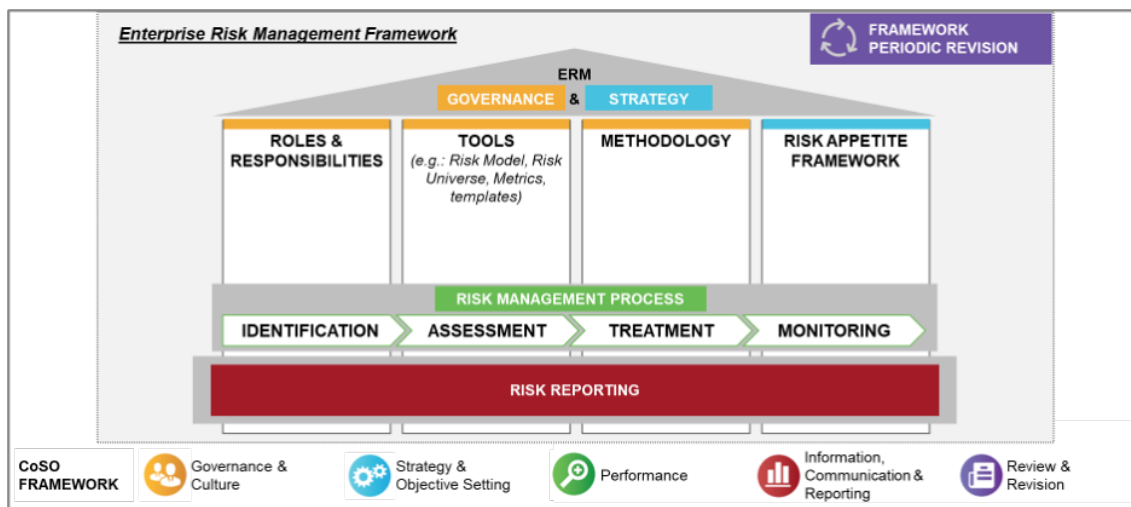 Enterprise Risk Management Framework
FRAMEWORK
PERIODIC REVISION
ERM
GOVERNANCE & STRATEGY
ROLES &
RESPONSIBILITIES
TOOLS
(e.g.: Risk Model, Risk
Universe, Metrics,
templates)
METHODOLOGY
RISK APPETITE
FRAMEWORK
RISK MANAGEMENT PROCESS
IDENTIFICATION
ASSESSMENT
TREATMENT
MONITORING
RISK REPORTING
CoSO
FRAMEWORK
Governance &
Culture
Strategy &
Objective Setting
Performance
Information,
Communication &
Reporting
Review &
Revision